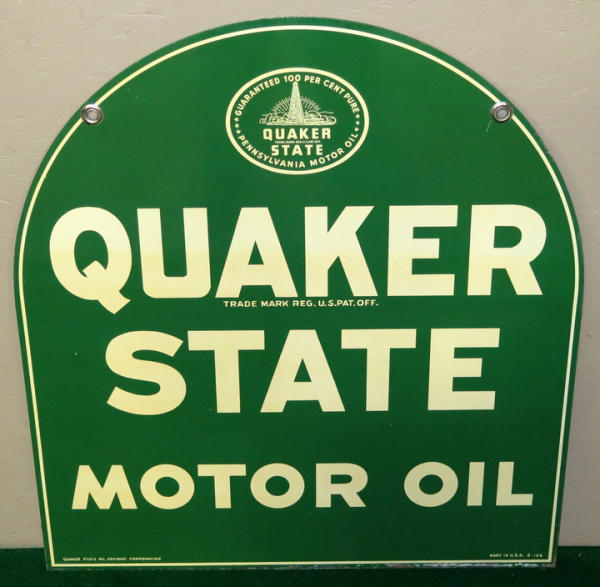 GUARANTEED 100 PER CENT PURE
QUAKER
STATE
PENNSYLVANIA MOTOR OIL
QUAKER
TRADE MARK REG. U.S. PAT. OFF.
STATE
MOTOR OIL
QUAKER STATE OIL REFINING CORPORATION
MADE IN U.S.A.